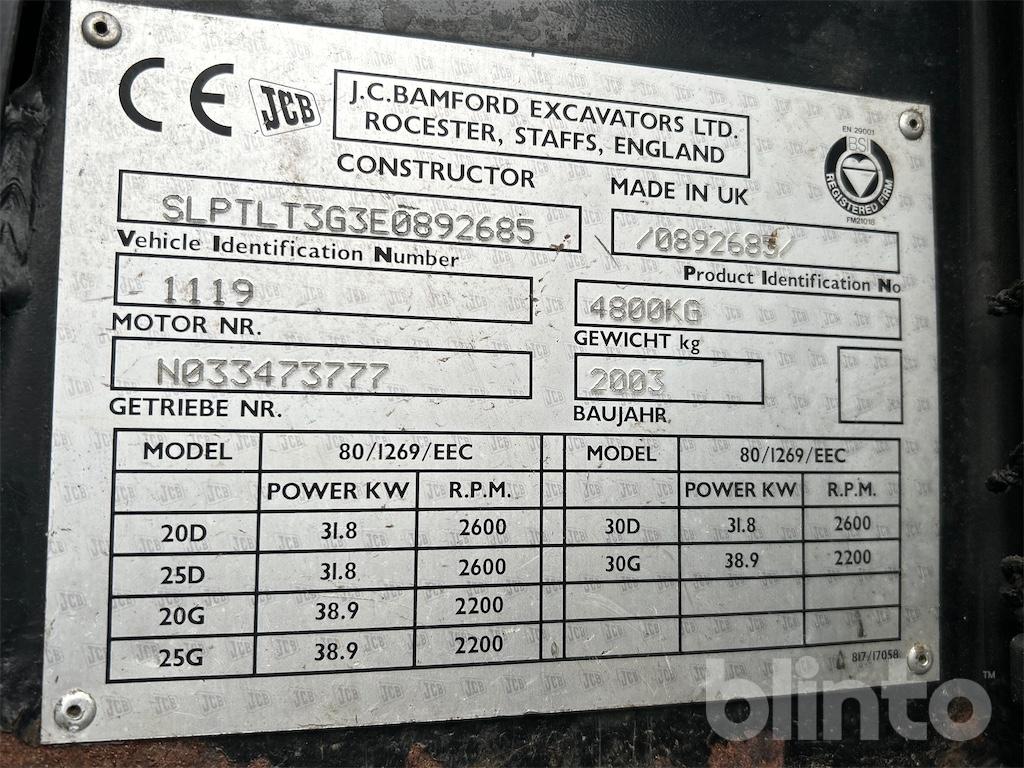 CE JCB
J.C.BAMFORD EXCAVATORS LTD.
ROCESTER, STAFFS, ENGLAND
EN 29001
BSI
REGISTERED FIRM
FM21018
CONSTRUCTOR
MADE IN UK
SLPTLT3G3E0892685
/0892685/
Vehicle Identification Number
Product Identification No
1119
4800KG
MOTOR NR.
GEWICHT kg
N033473777
2003
GETRIEBE NR.
BAUJAHR
MODEL 80/1269/EEC MODEL 80/1269/EEC
POWER KW R.P.M. POWER KW R.P.M.
20D 31.8 2600 30D 31.8 2600
25D 31.8 2600 30G 38.9 2200
20G 38.9 2200
25G 38.9 2200
817/17058
blinto™